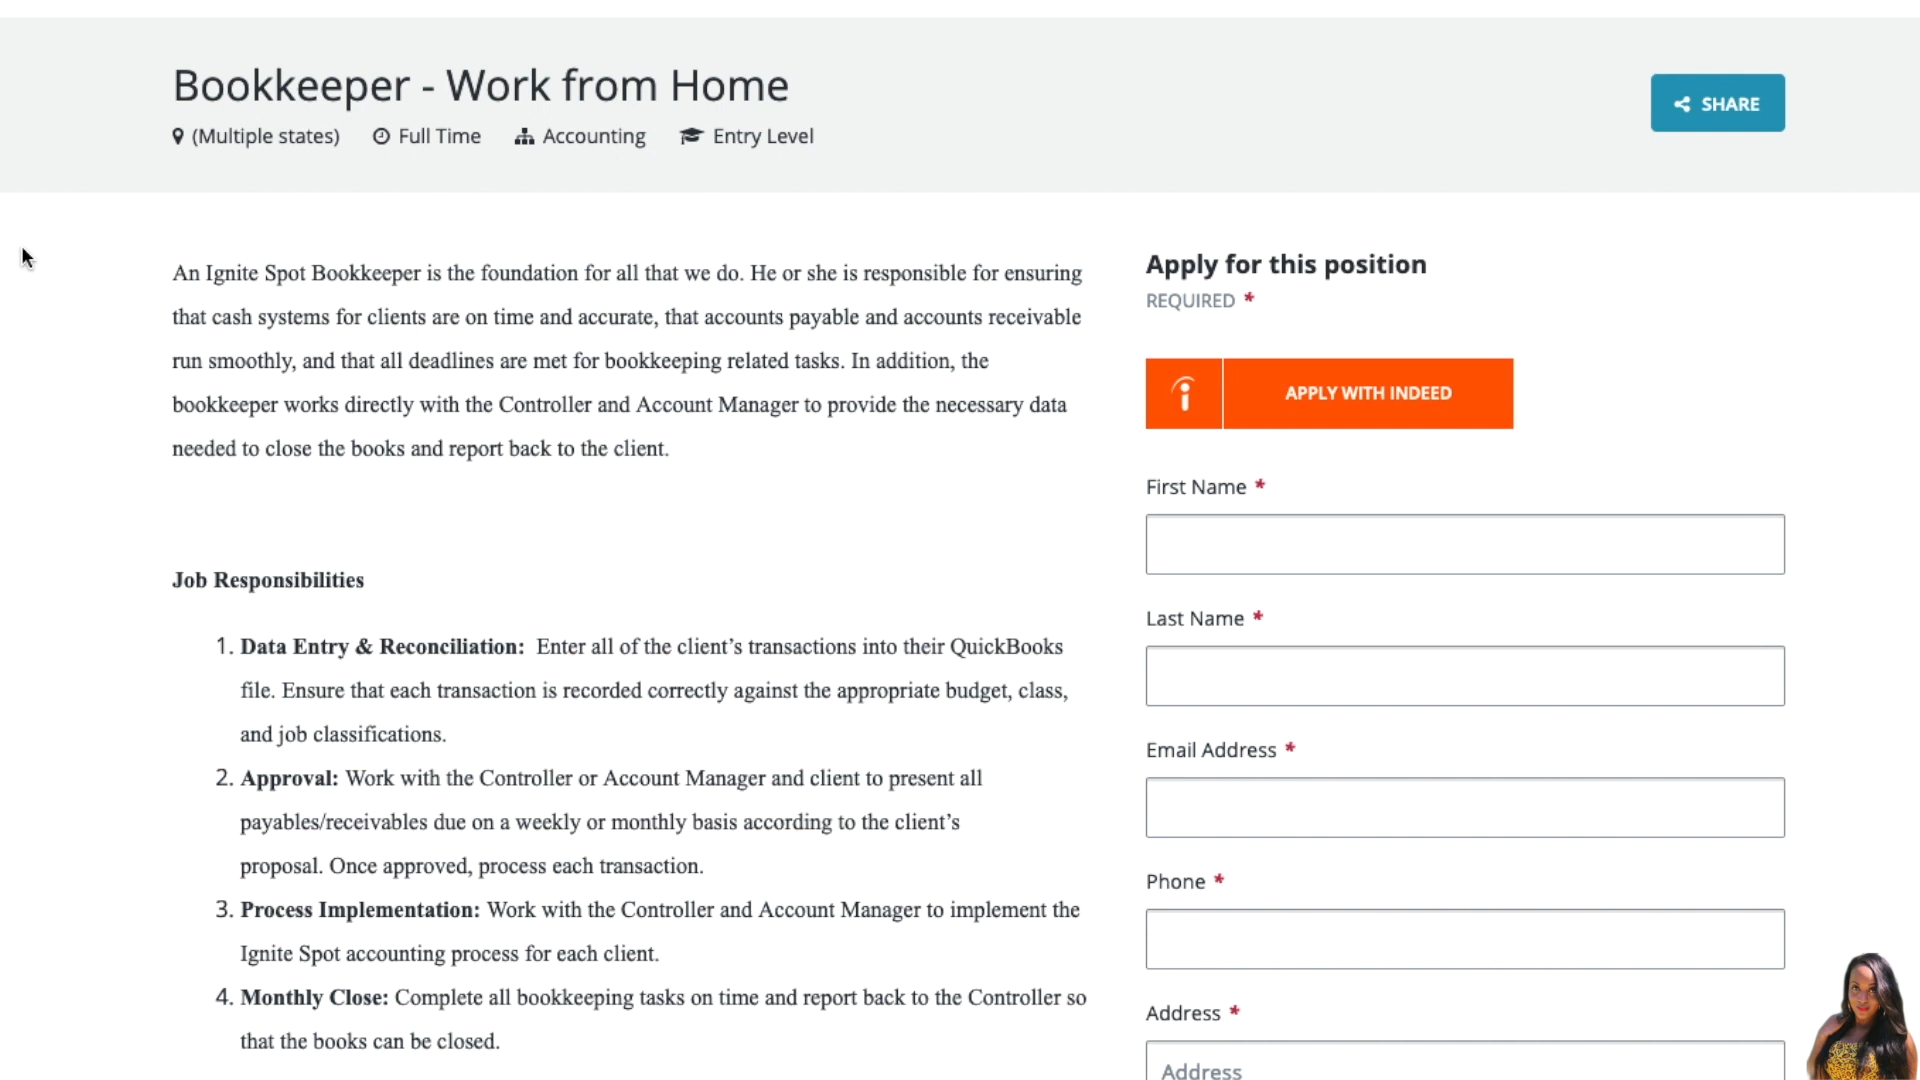 Bookkeeper - Work from Home
(Multiple states) Full Time Accounting Entry Level
SHARE
An Ignite Spot Bookkeeper is the foundation for all that we do. He or she is responsible for ensuring
that cash systems for clients are on time and accurate, that accounts payable and accounts receivable
run smoothly, and that all deadlines are met for bookkeeping related tasks. In addition, the
bookkeeper works directly with the Controller and Account Manager to provide the necessary data
needed to close the books and report back to the client.
Job Responsibilities
1. Data Entry & Reconciliation: Enter all of the client’s transactions into their QuickBooks
file. Ensure that each transaction is recorded correctly against the appropriate budget, class,
and job classifications.
2. Approval: Work with the Controller or Account Manager and client to present all
payables/receivables due on a weekly or monthly basis according to the client’s
proposal. Once approved, process each transaction.
3. Process Implementation: Work with the Controller and Account Manager to implement the
Ignite Spot accounting process for each client.
4. Monthly Close: Complete all bookkeeping tasks on time and report back to the Controller so
that the books can be closed.
Apply for this position
REQUIRED *
APPLY WITH INDEED
First Name *
Last Name *
Email Address *
Phone *
Address *
Address